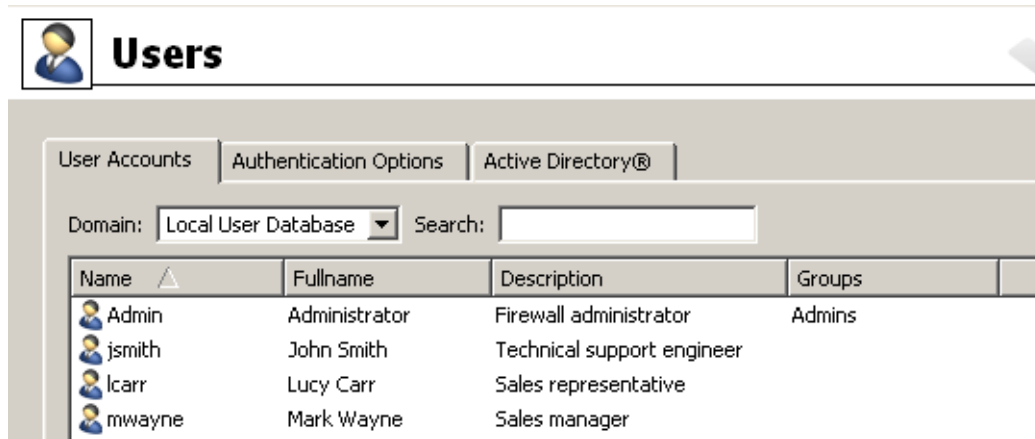 Users
User Accounts Authentication Options Active Directory®
Domain: Local User Database Search:
Name Fullname Description Groups
Admin Administrator Firewall administrator Admins
jsmith John Smith Technical support engineer
lcarr Lucy Carr Sales representative
mwayne Mark Wayne Sales manager